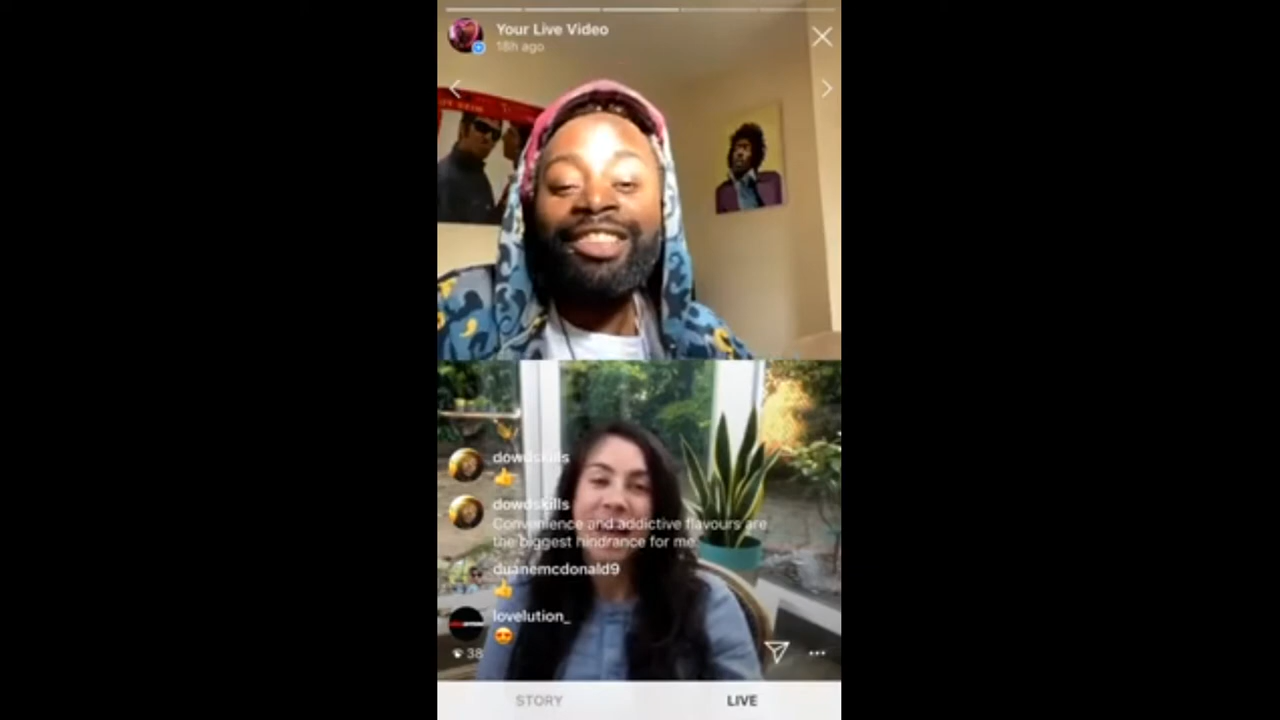 Your Live Video
18h ago
dowdskills
👍
dowdskills
Convenience and addictive flavours are
the biggest hindrance for me.
duanemcdonald9
👍
lovelution_
😍
38
STORY
LIVE